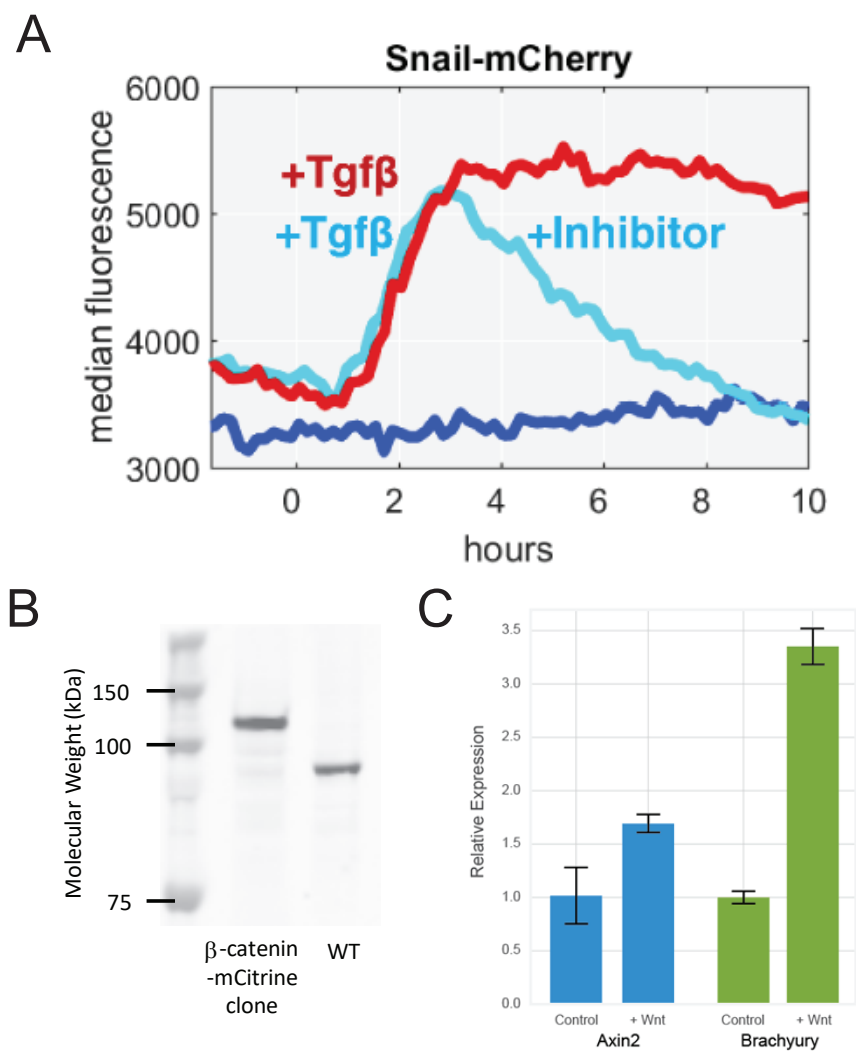 A
Snail-mCherry
6000
5000
4000
3000
median fluorescence
+Tgfβ
+Tgfβ
+Inhibitor
0 2 4 6 8 10
hours
B
Molecular Weight (kDa)
150
100
75
β-catenin
-mCitrine
clone
WT
C
Relative Expression
3.5
3.0
2.5
2.0
1.5
1.0
0.5
0.0
Control + Wnt Control + Wnt
Axin2 Brachyury